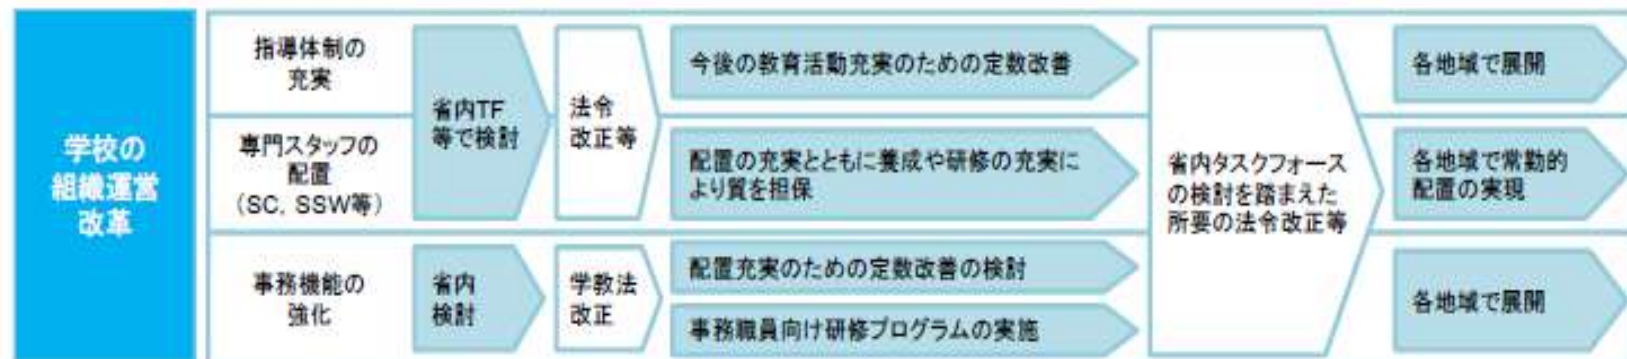 学校の
組織運営
改革
指導体制の
充実
専門スタッフの
配置
（SC，SSW等）
事務機能の
強化
省内TF
等で検討
法令
改正等
省内
検討
学教法
改正
今後の教育活動充実のための定数改善
配置の充実とともに養成や研修の充実に
より質を担保
配置充実のための定数改善の検討
事務職員向け研修プログラムの実施
省内タスクフォース
の検討を踏まえた
所要の法令改正等
各地域で展開
各地域で常勤的
配置の実現
各地域で展開